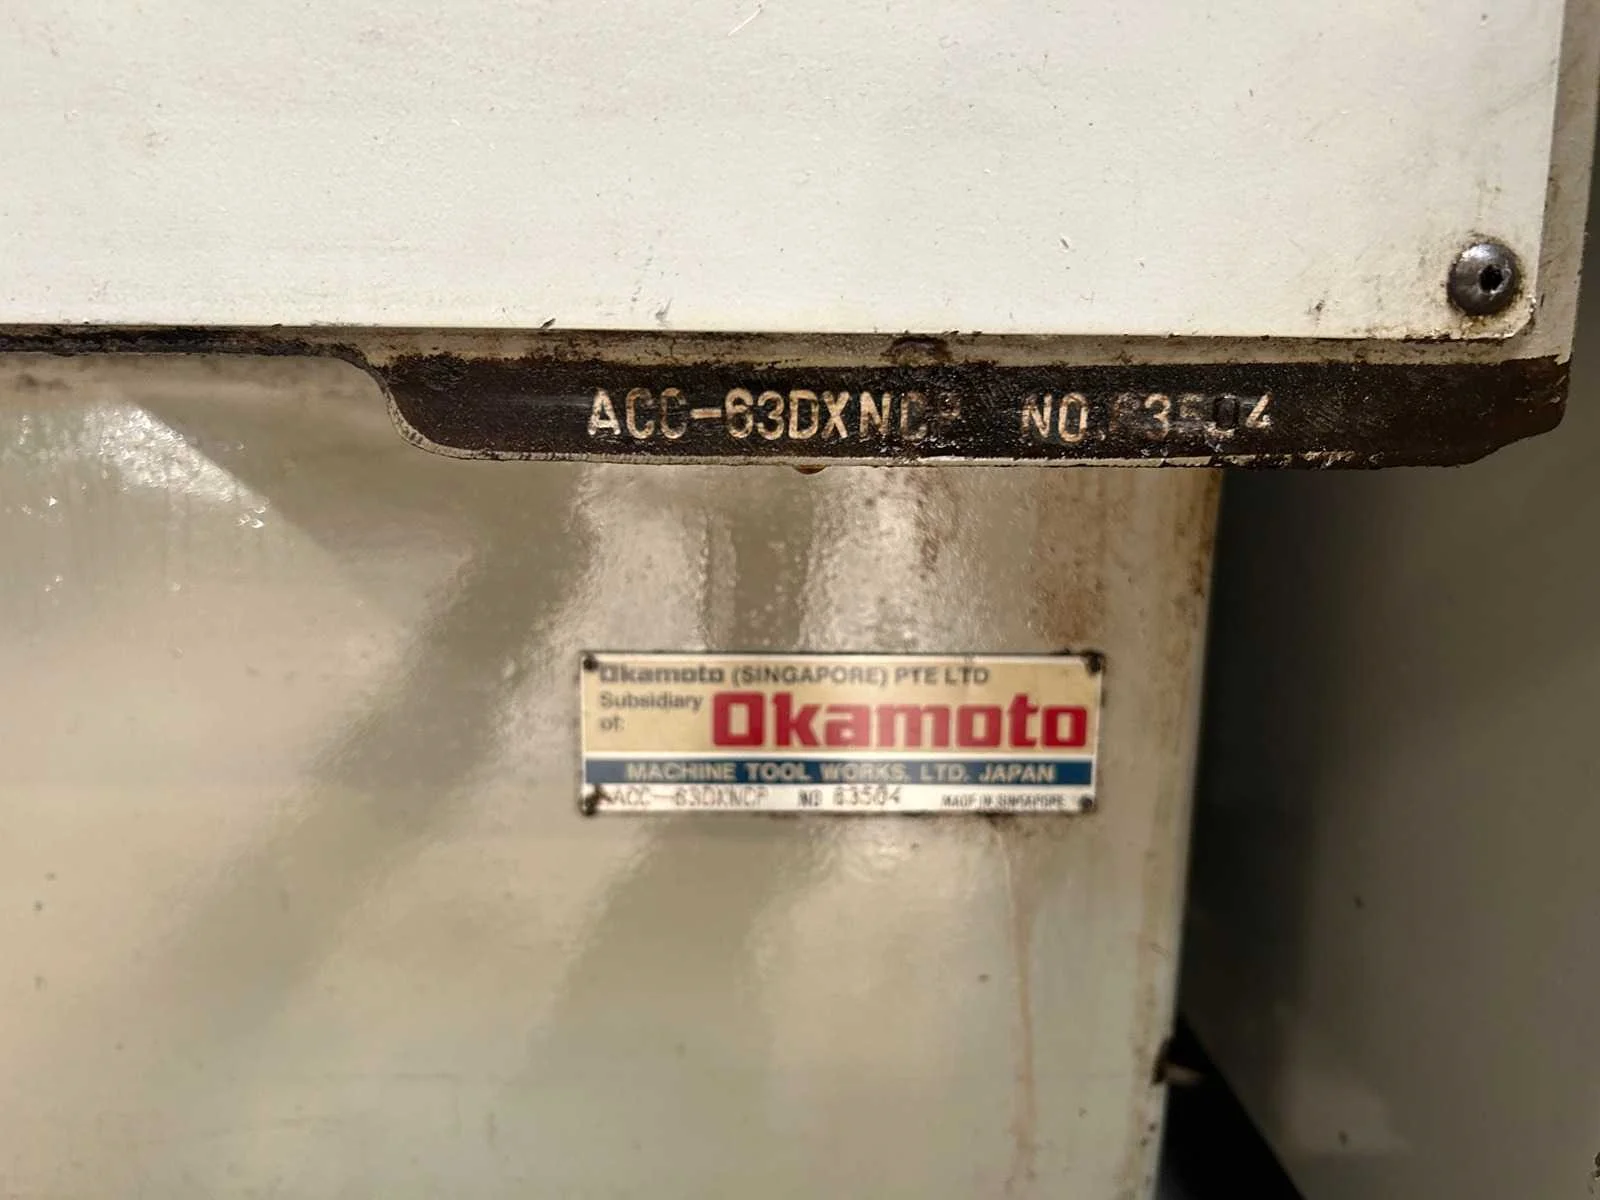 ACC-63DXNCP NO.63504
Okamoto (SINGAPORE) PTE LTD
Subsidiary of: Okamoto
MACHINE TOOL WORKS, LTD. JAPAN
ACC-63DXNCP NO 63504 MADE IN SINGAPORE